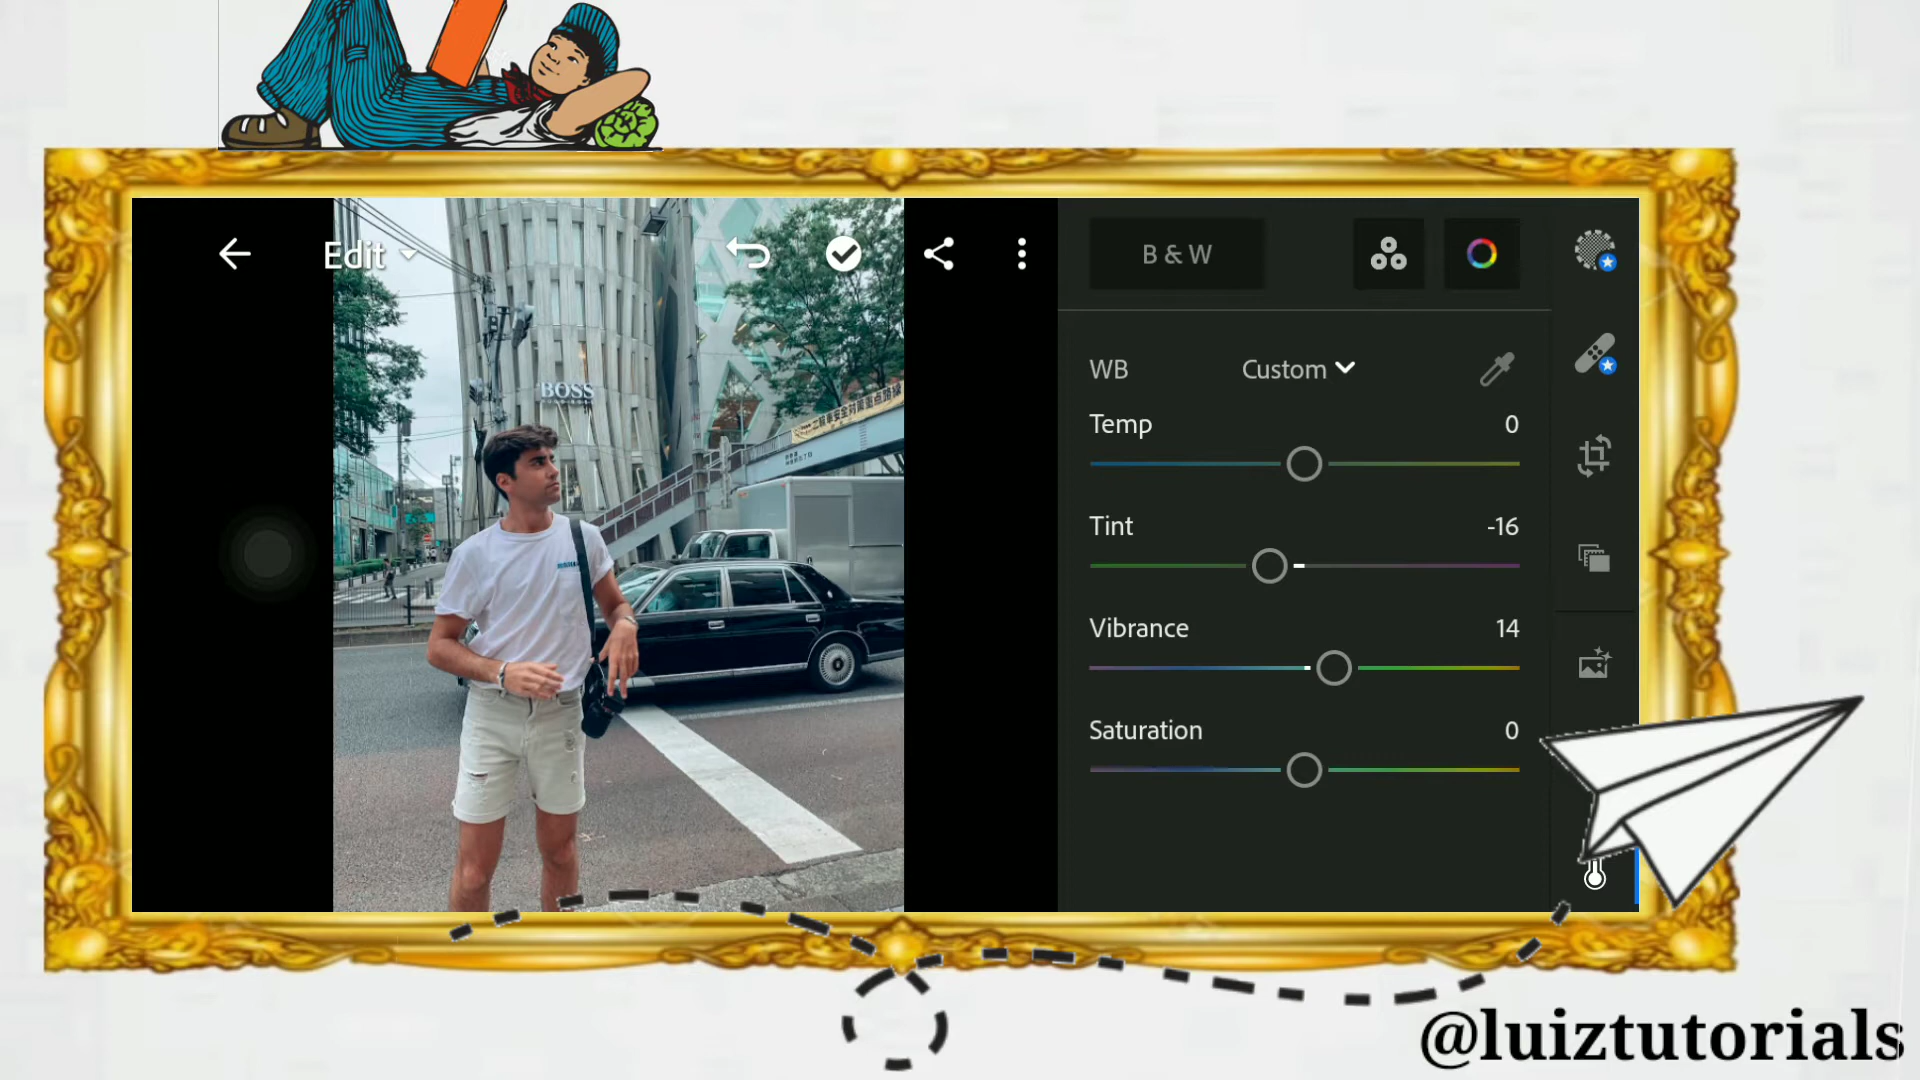 Edit
B & W
WB Custom
Temp 0
Tint -16
Vibrance 14
Saturation 0
BOSS
@luiztutorials